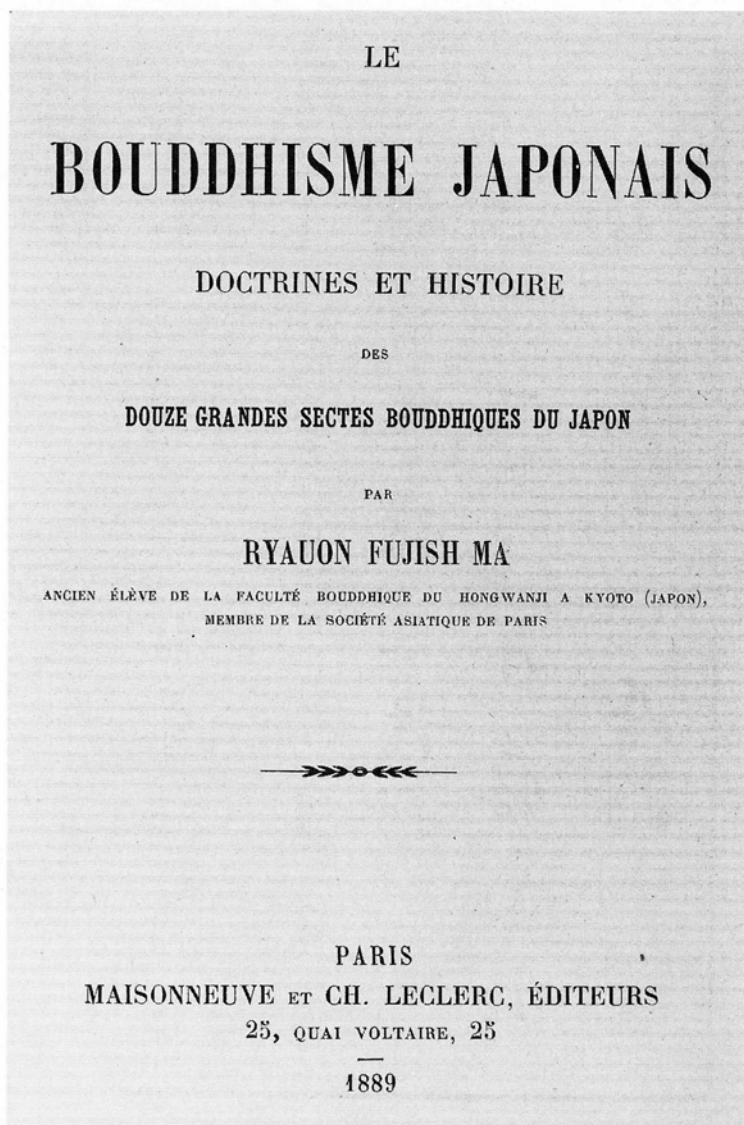 LE
BOUDDHISME JAPONAIS
DOCTRINES ET HISTOIRE
DES
DOUZE GRANDES SECTES BOUDDHIQUES DU JAPON
PAR
RYAUON FUJISH MA
ANCIEN ÉLÈVE DE LA FACULTÉ BOUDDHIQUE DU HONGWANJI A KYOTO (JAPON),
MEMBRE DE LA SOCIÉTÉ ASIATIQUE DE PARIS
PARIS
MAISONNEUVE ET CH. LECLERC, ÉDITEURS
25, QUAI VOLTAIRE, 25
1889